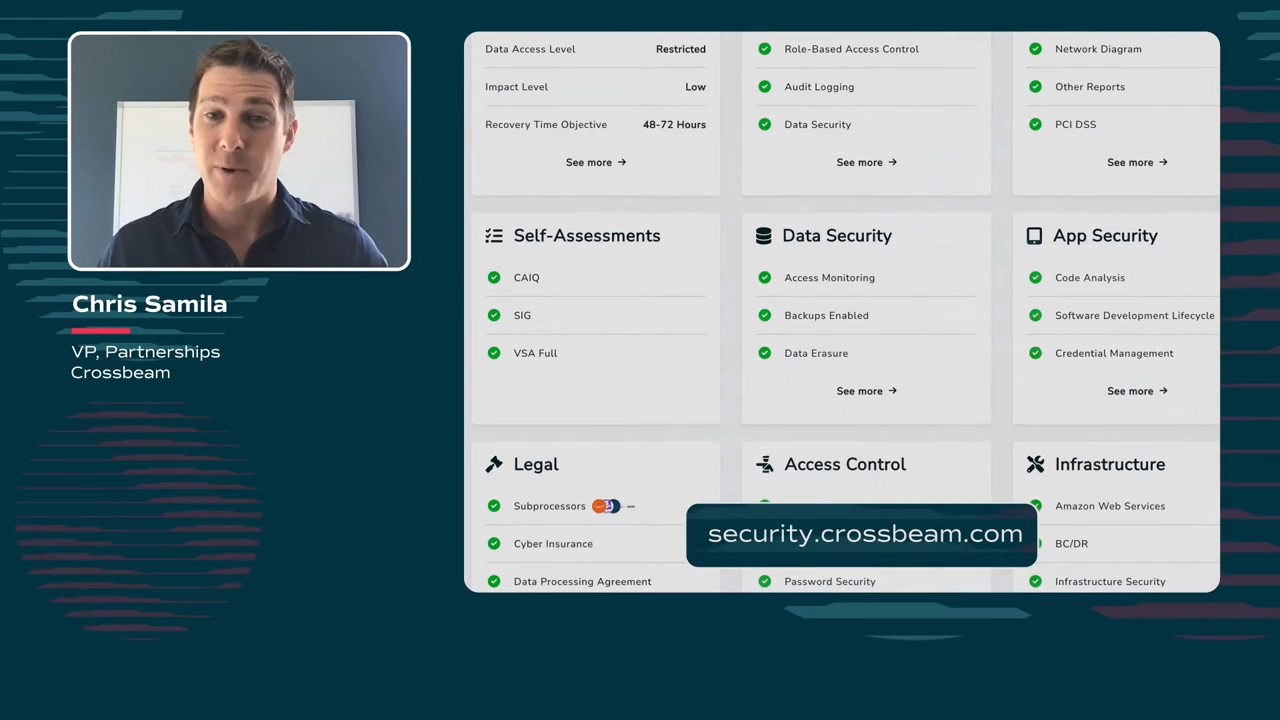 Chris Samila
VP, Partnerships
Crossbeam
Data Access Level Restricted
Impact Level Low
Recovery Time Objective 48-72 Hours
See more →
Role-Based Access Control
Audit Logging
Data Security
See more →
Network Diagram
Other Reports
PCI DSS
See more →
Self-Assessments
CAIQ
SIG
VSA Full
Data Security
Access Monitoring
Backups Enabled
Data Erasure
See more →
App Security
Code Analysis
Software Development Lifecycle
Credential Management
See more →
Legal
Subprocessors
Cyber Insurance
Data Processing Agreement
Access Control
Password Security
Infrastructure
Amazon Web Services
BC/DR
Infrastructure Security
security.crossbeam.com